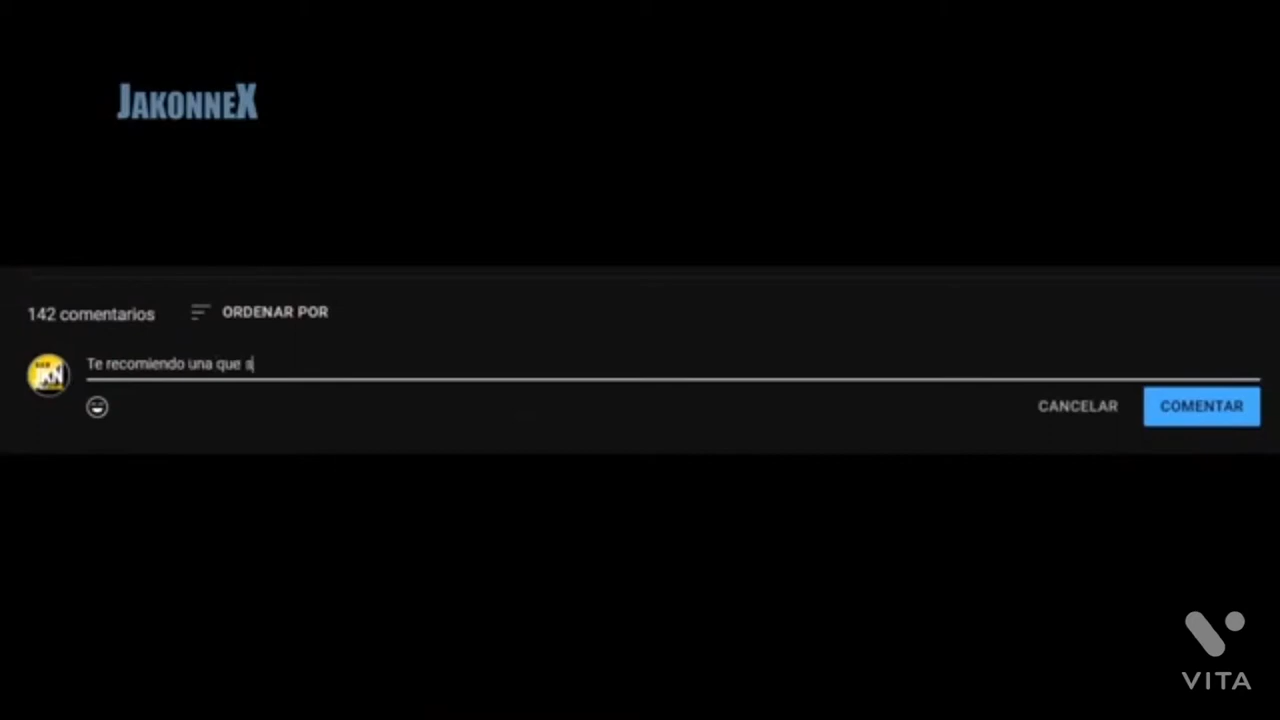 JAKONNEX
142 comentarios
ORDENAR POR
Te recomiendo una que s
CANCELAR
COMENTAR
VITA